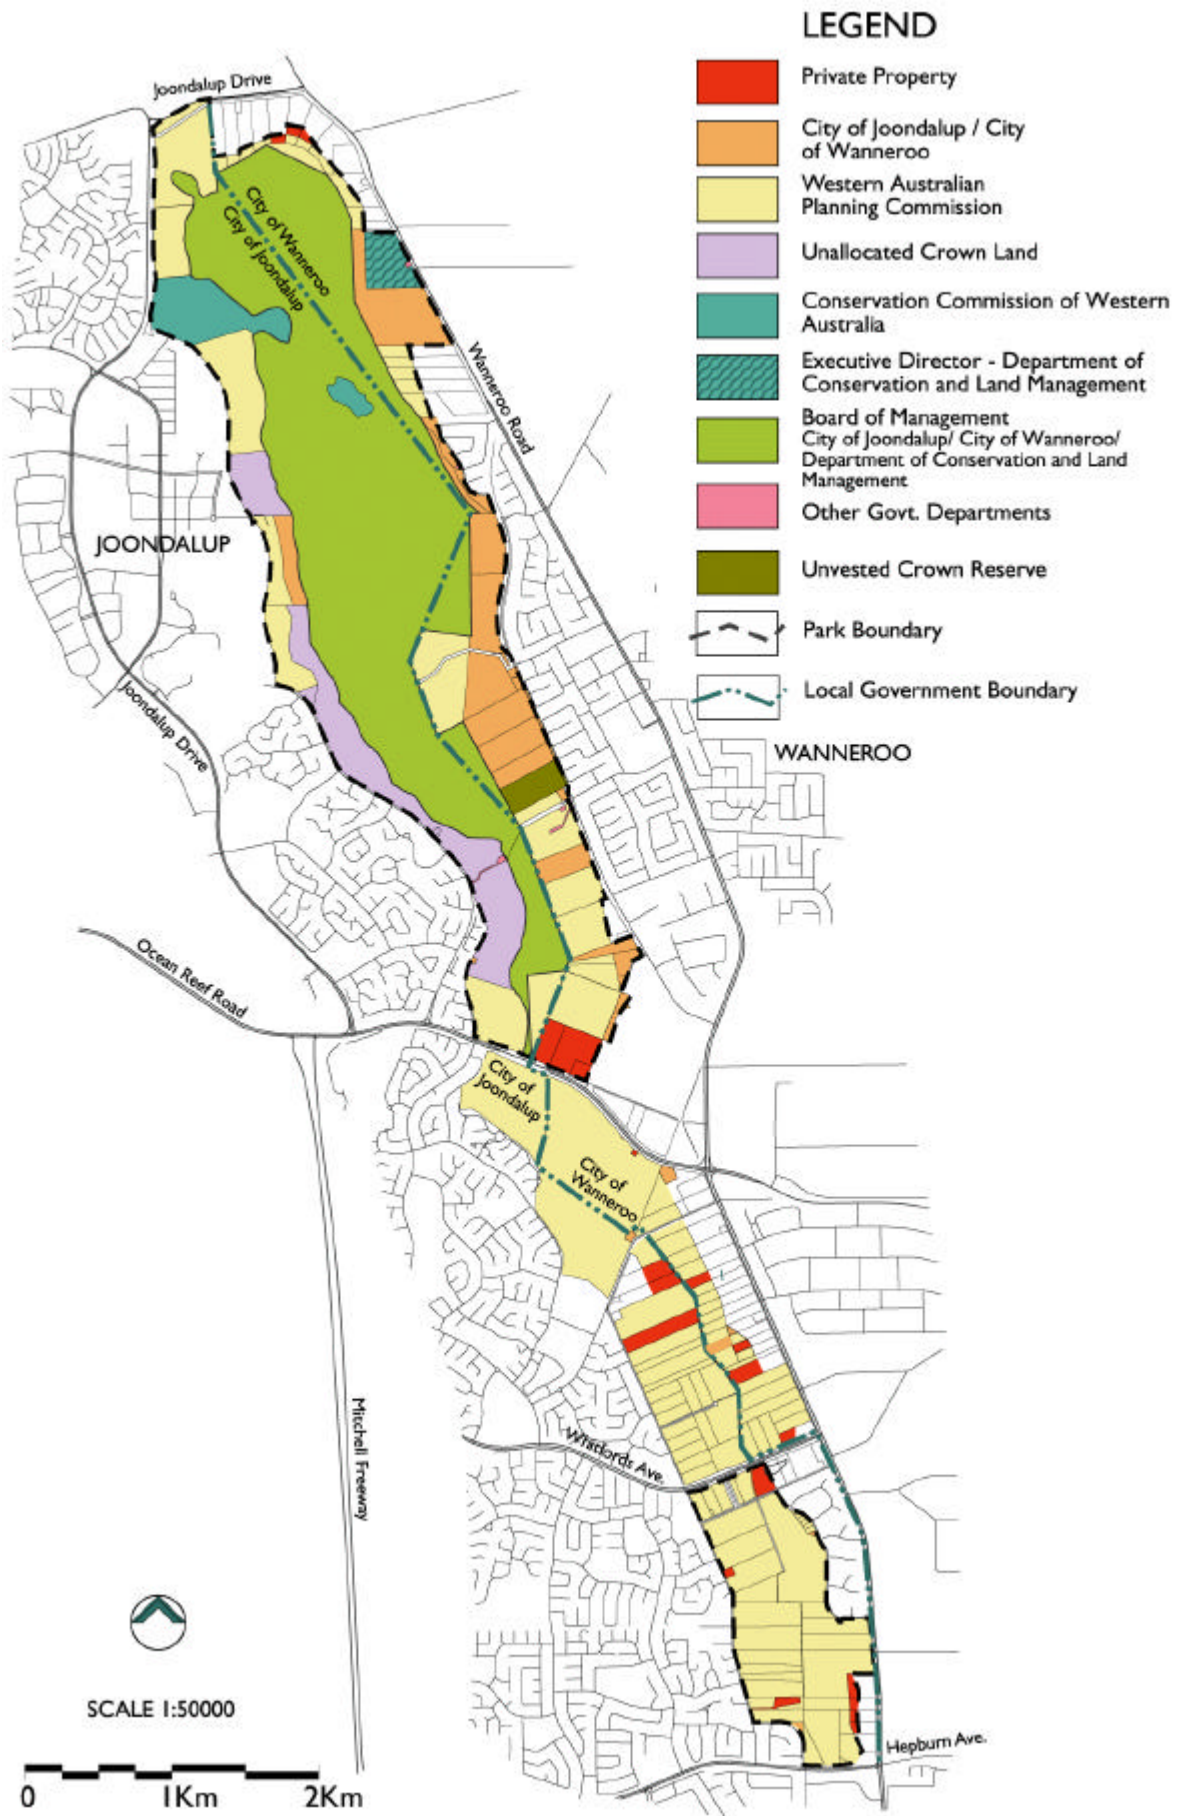 LEGEND
Private Property
City of Joondalup / City
of Wanneroo
Western Australian
Planning Commission
Unallocated Crown Land
Conservation Commission of Western
Australia
Executive Director - Department of
Conservation and Land Management
Board of Management
City of Joondalup/ City of Wanneroo/
Department of Conservation and Land
Management
Other Govt. Departments
Unvested Crown Reserve
Park Boundary
Local Government Boundary
Joondalup Drive
City of Wanneroo
City of Joondalup
Wanneroo Road
JOONDALUP
Joondalup Drive
WANNEROO
Ocean Reef Road
City of
Joondalup
City of
Wanneroo
Mitchell Freeway
Whitfords Ave.
Hepburn Ave.
SCALE 1:50000
0 1Km 2Km